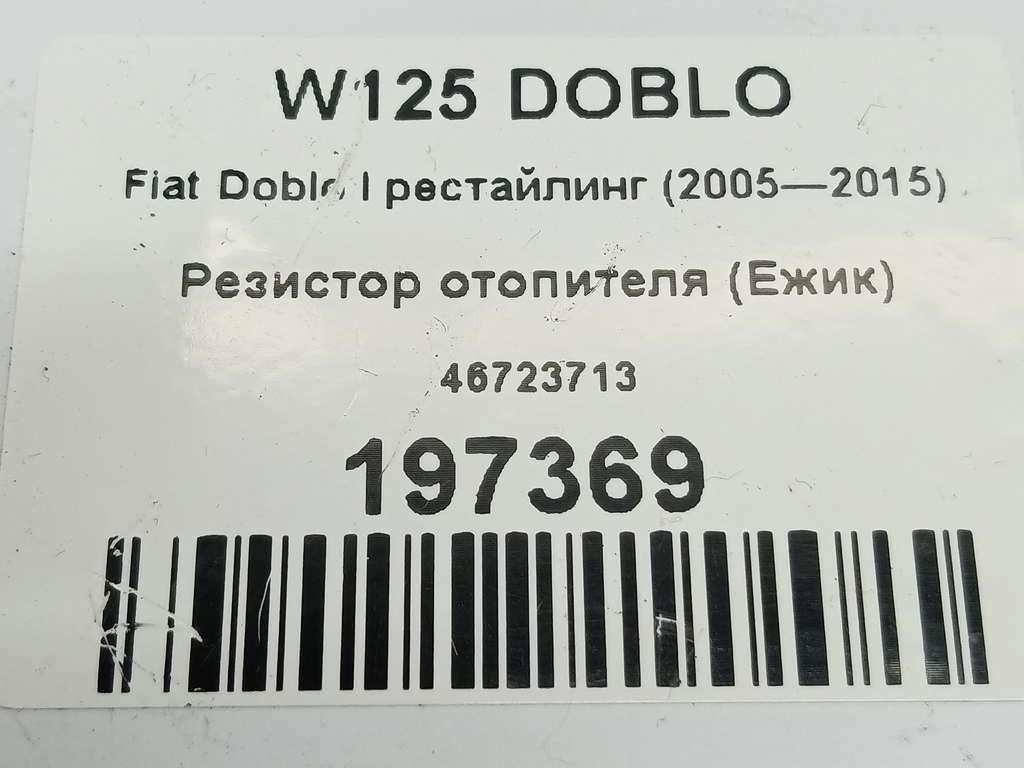 W125 DOBLO
Fiat Doblo I рестайлинг (2005—2015)
Резистор отопителя (Ежик)
46723713
197369